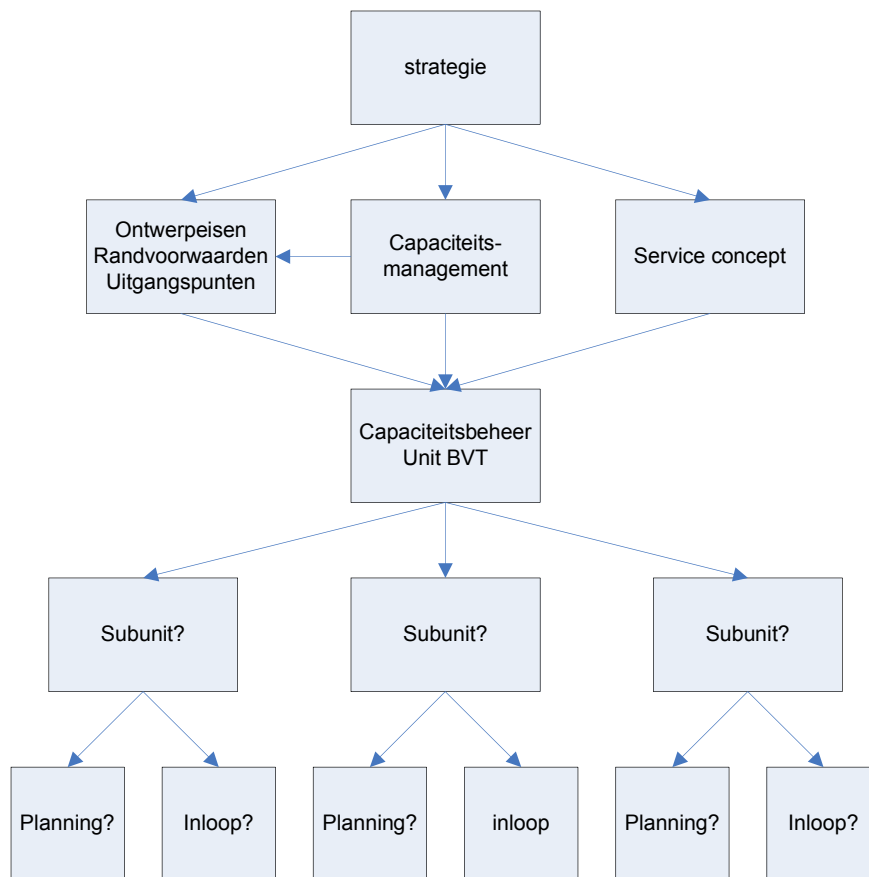 strategie
Ontwerpeisen
Randvoorwaarden
Uitgangspunten
Capaciteits-
management
Service concept
Capaciteitsbeheer
Unit BVT
Subunit?
Subunit?
Subunit?
Planning?
Inloop?
Planning?
inloop
Planning?
Inloop?